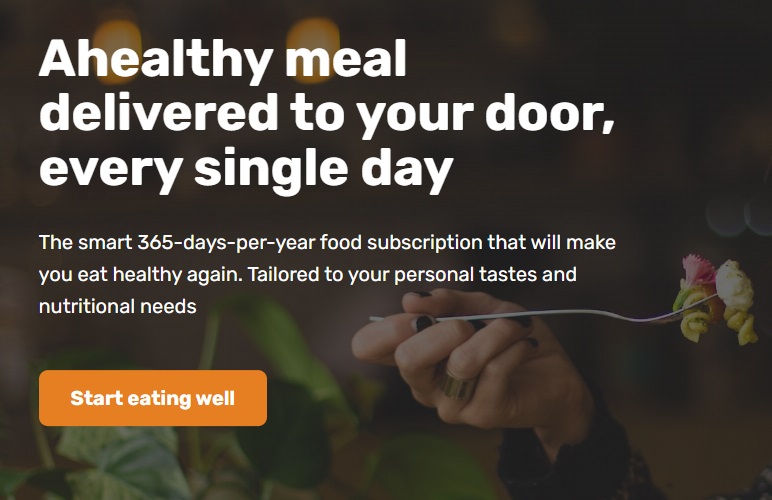 Ahealthy meal
delivered to your door,
every single day
The smart 365-days-per-year food subscription that will make
you eat healthy again. Tailored to your personal tastes and
nutritional needs
Start eating well